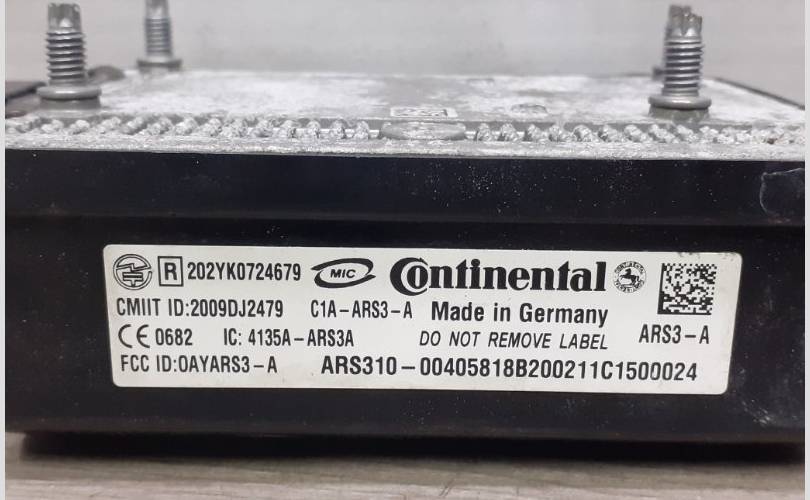 R 202YK0724679 MIC Continental
CMIIT ID:2009DJ2479 C1A-ARS3-A Made in Germany
CE 0682 IC: 4135A-ARS3A DO NOT REMOVE LABEL ARS3-A
FCC ID:OAYARS3-A ARS310-00405818B200211C1500024